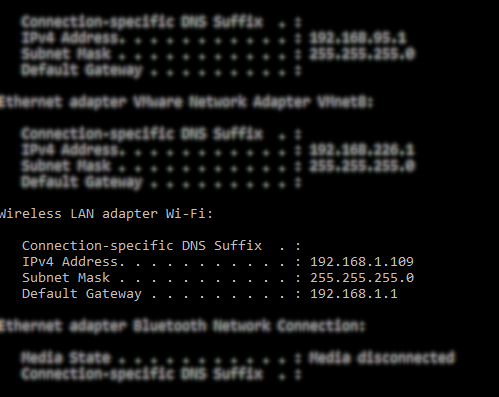 Connection-specific DNS Suffix  . :
IPv4 Address. . . . . . . . . . . : 192.168.95.1
Subnet Mask . . . . . . . . . . . : 255.255.255.0
Default Gateway . . . . . . . . . :
Ethernet adapter VMware Network Adapter VMnet8:
Connection-specific DNS Suffix  . :
IPv4 Address. . . . . . . . . . . : 192.168.226.1
Subnet Mask . . . . . . . . . . . : 255.255.255.0
Default Gateway . . . . . . . . . :
Wireless LAN adapter Wi-Fi:
Connection-specific DNS Suffix  . :
IPv4 Address. . . . . . . . . . . : 192.168.1.109
Subnet Mask . . . . . . . . . . . : 255.255.255.0
Default Gateway . . . . . . . . . : 192.168.1.1
Ethernet adapter Bluetooth Network Connection:
Media State . . . . . . . . . . . : Media disconnected
Connection-specific DNS Suffix  . :